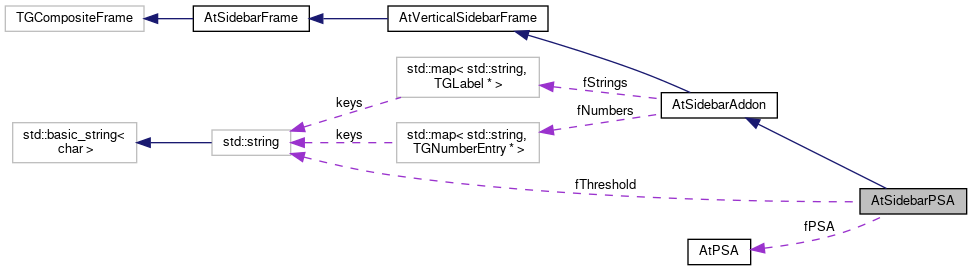 TGCompositeFrame
AtSidebarFrame
AtVerticalSidebarFrame
std::map< std::string,
TGLabel * >
fStrings
AtSidebarAddon
keys
fNumbers
std::basic_string<
char >
std::string
keys
std::map< std::string,
TGNumberEntry * >
fThreshold
AtSidebarPSA
fPSA
AtPSA